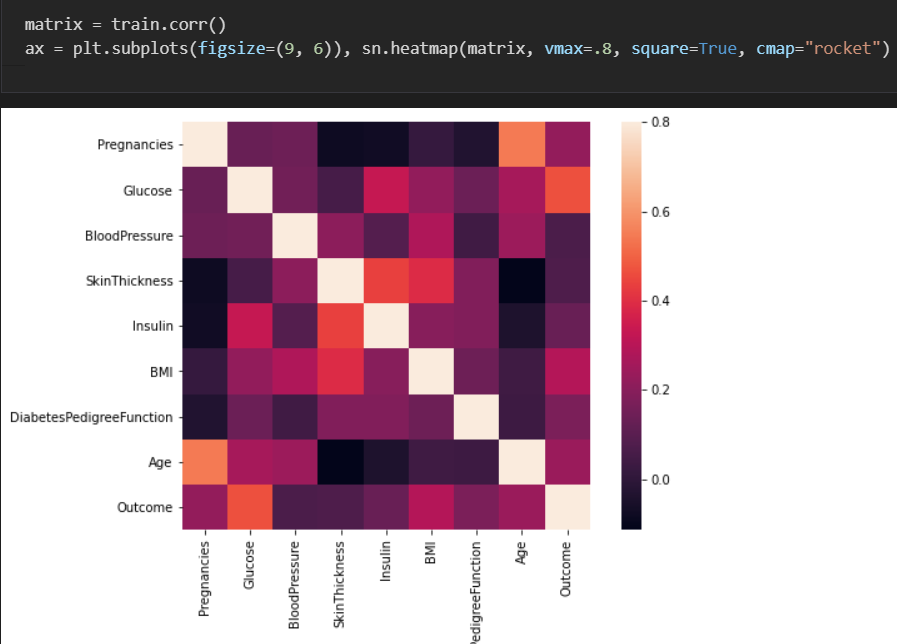 matrix = train.corr()
ax = plt.subplots(figsize=(9, 6)), sn.heatmap(matrix, vmax=.8, square=True, cmap="rocket")
Pregnancies
Glucose
BloodPressure
SkinThickness
Insulin
BMI
DiabetesPedigreeFunction
Age
Outcome
0.8
0.6
0.4
0.2
0.0
Pregnancies
Glucose
BloodPressure
SkinThickness
Insulin
BMI
PedigreeFunction
Age
Outcome